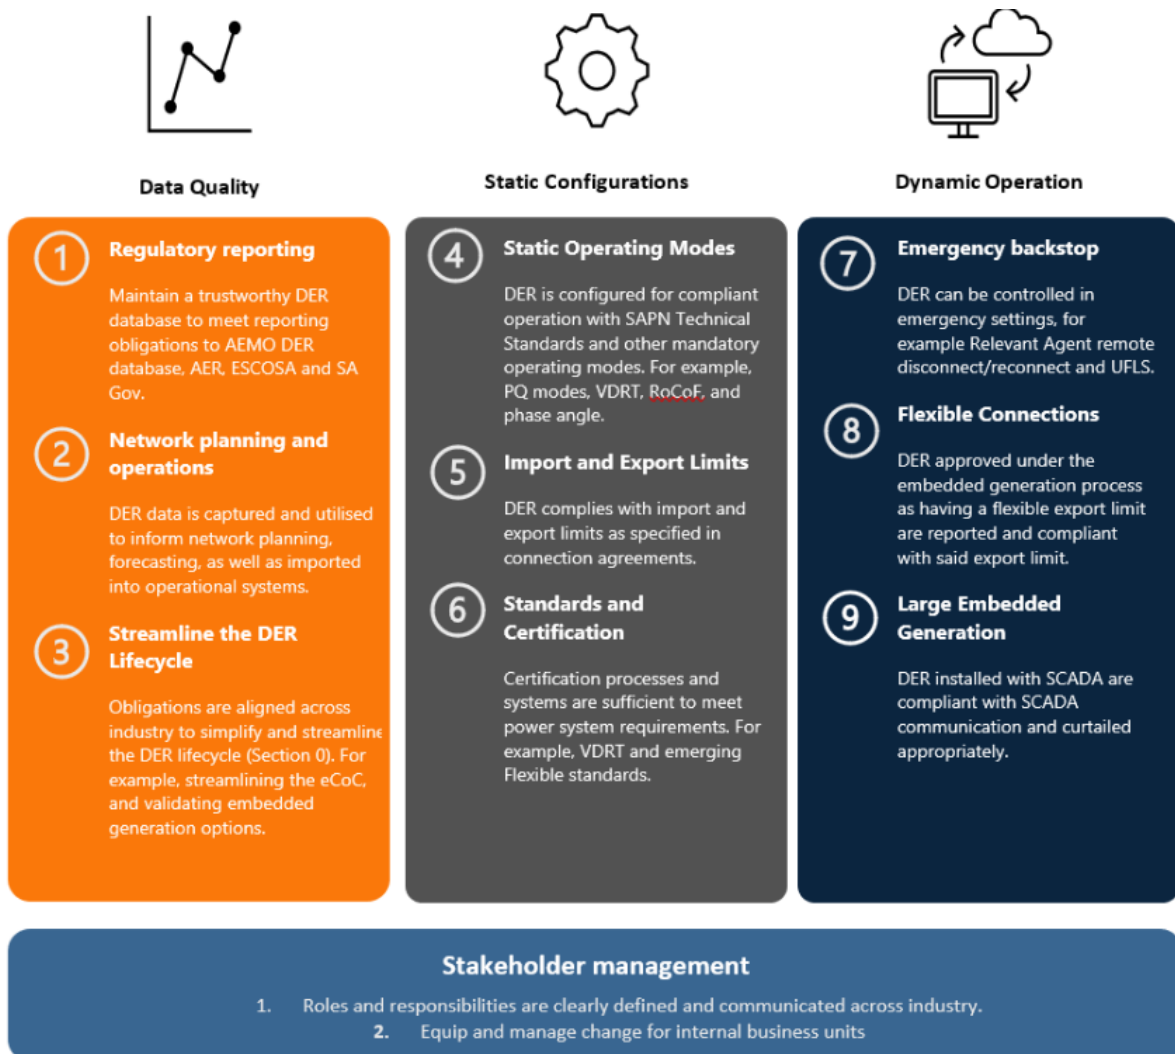 Data Quality
Static Configurations
Dynamic Operation
1
Regulatory reporting
Maintain a trustworthy DER
database to meet reporting
obligations to AEMO DER
database, AER, ESCOSA and SA
Gov.
2
Network planning and
operations
DER data is captured and utilised
to inform network planning,
forecasting, as well as imported
into operational systems.
3
Streamline the DER
Lifecycle
Obligations are aligned across
industry to simplify and streamline
the DER lifecycle (Section 0). For
example, streamlining the eCoC,
and validating embedded
generation options.
4
Static Operating Modes
DER is configured for compliant
operation with SAPN Technical
Standards and other mandatory
operating modes. For example,
PQ modes, VDRT, RoCoF, and
phase angle.
5
Import and Export Limits
DER complies with import and
export limits as specified in
connection agreements.
6
Standards and
Certification
Certification processes and
systems are sufficient to meet
power system requirements. For
example, VDRT and emerging
Flexible standards.
7
Emergency backstop
DER can be controlled in
emergency settings, for
example Relevant Agent remote
disconnect/reconnect and UFLS.
8
Flexible Connections
DER approved under the
embedded generation process
as having a flexible export limit
are reported and compliant
with said export limit.
9
Large Embedded
Generation
DER installed with SCADA are
compliant with SCADA
communication and curtailed
appropriately.
Stakeholder management
1. Roles and responsibilities are clearly defined and communicated across industry.
2. Equip and manage change for internal business units